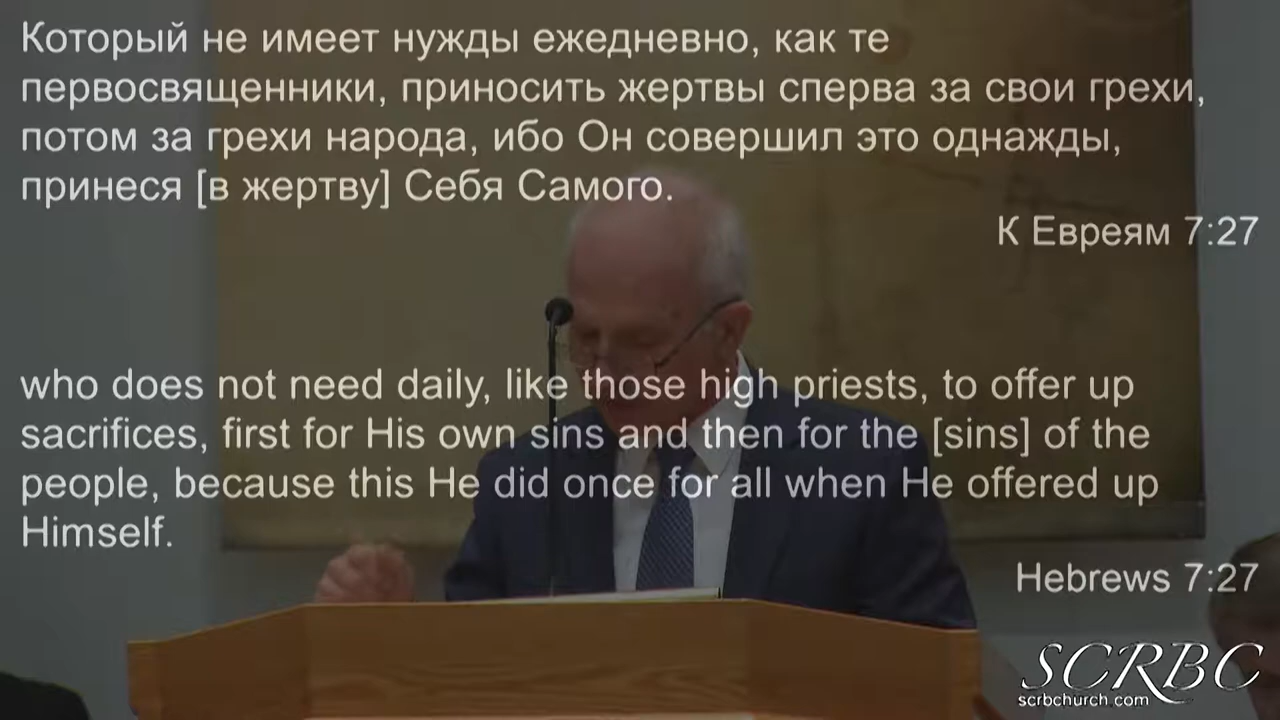 Который не имеет нужды ежедневно, как те
первосвященники, приносить жертвы сперва за свои грехи,
потом за грехи народа, ибо Он совершил это однажды,
принеся [в жертву] Себя Самого.
К Евреям 7:27
who does not need daily, like those high priests, to offer up
sacrifices, first for His own sins and then for the [sins] of the
people, because this He did once for all when He offered up
Himself.
Hebrews 7:27
SCRBC
scrbchurch.com